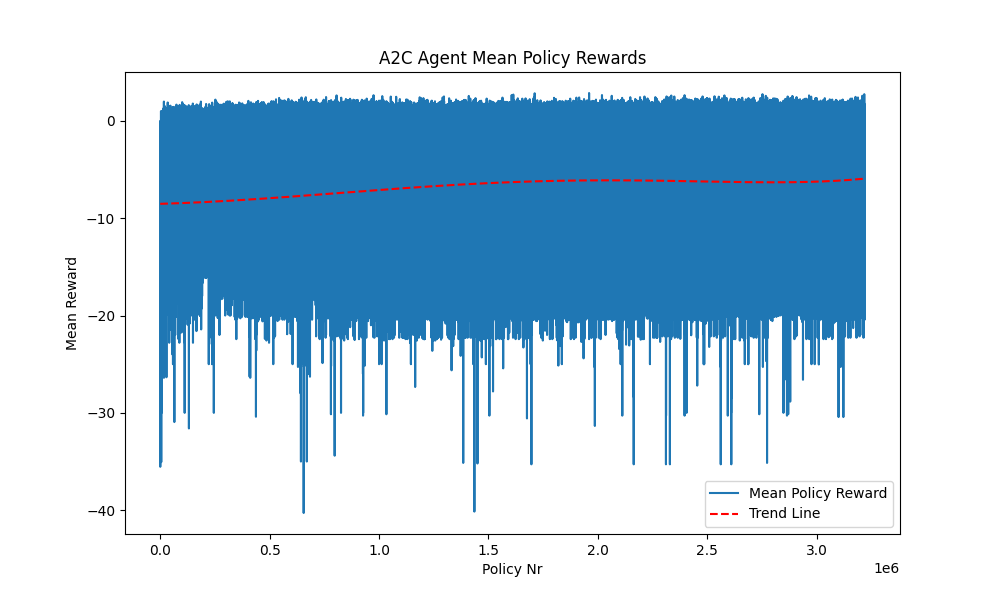 A2C Agent Mean Policy Rewards
Mean Reward
0
−10
−20
−30
−40
0.0 0.5 1.0 1.5 2.0 2.5 3.0
1e6
Policy Nr
Mean Policy Reward
Trend Line